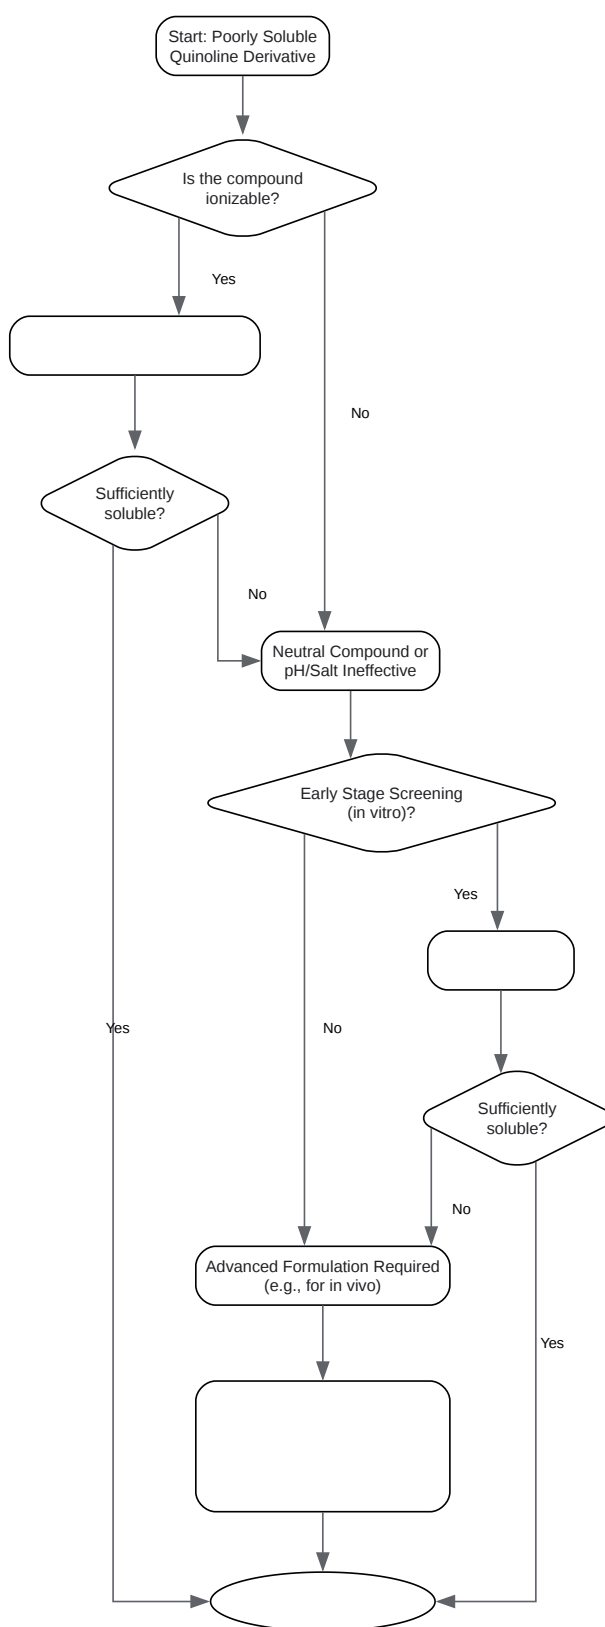 Start: Poorly Soluble
Quinoline Derivative
Is the compound
ionizable?
Yes
No
Sufficiently
soluble?
No
Neutral Compound or
pH/Salt Ineffective
Early Stage Screening
(in vitro)?
Yes
Yes
No
Sufficiently
soluble?
No
Advanced Formulation Required
(e.g., for in vivo)
Yes